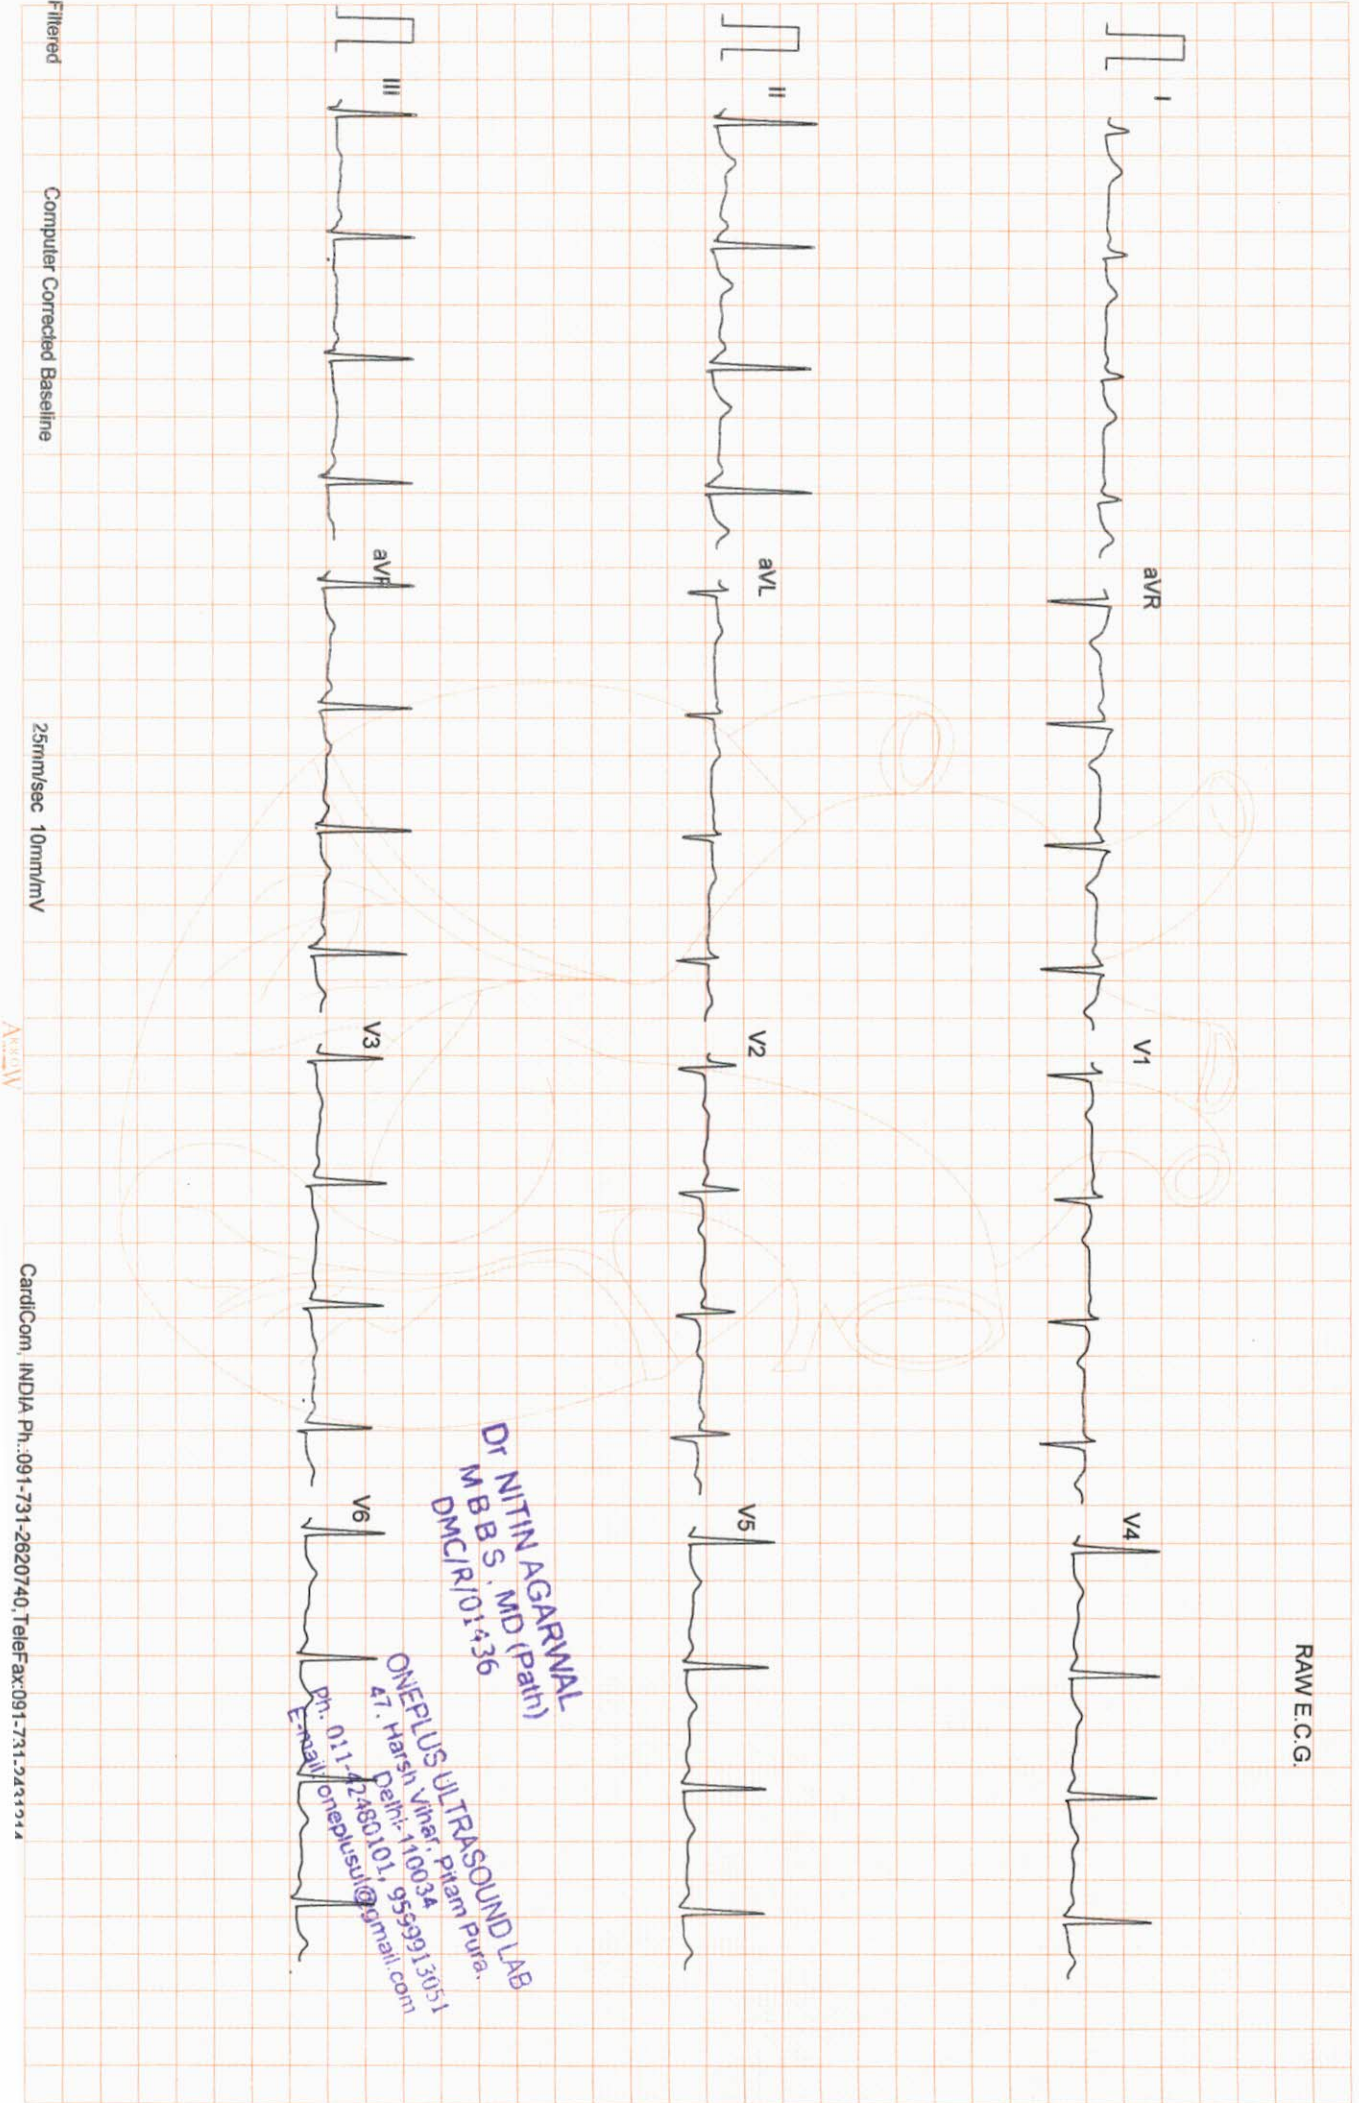 RAW E.C.G.
I
aVR
V1
V4
II
aVL
V2
V5
III
aVF
V3
V6
Dr NITIN AGARWAL
M B B S, MD (Path)
DMC/R/01436
ONEPLUS ULTRASOUND LAB
47, Harsh Vihar, Pitam Pura,
Delhi-110034
Ph. 011-42480101, 9599913051
E-mail: oneplusul@gmail.com
Filtered
Computer Corrected Baseline
25mm/sec 10mm/mV
CardiCom, INDIA Ph.:091-731-2620740,TeleFax:091-731-2431214